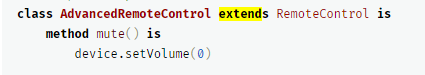 class AdvancedRemoteControl extends RemoteControl is
method mute() is
device.setVolume(0)